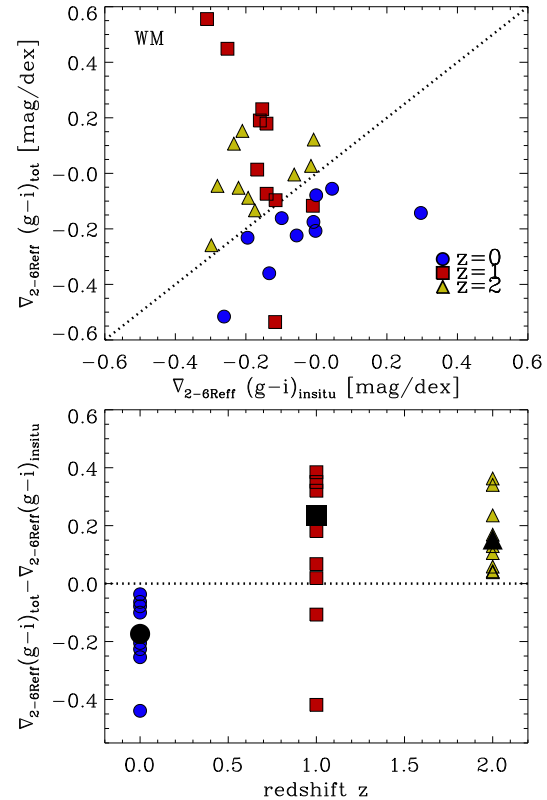 0.6
0.4
0.2
−0.0
−0.2
−0.4
−0.6
∇2−6Reff (g−i)tot [mag/dex]
WM
z=0
z=1
z=2
−0.6 −0.4 −0.2 −0.0 0.2 0.4 0.6
∇2−6Reff (g−i)insitu [mag/dex]
0.6
0.4
0.2
0.0
−0.2
−0.4
∇2−6Reff(g−i)tot−∇2−6Reff(g−i)insitu
0.0 0.5 1.0 1.5 2.0
redshift z